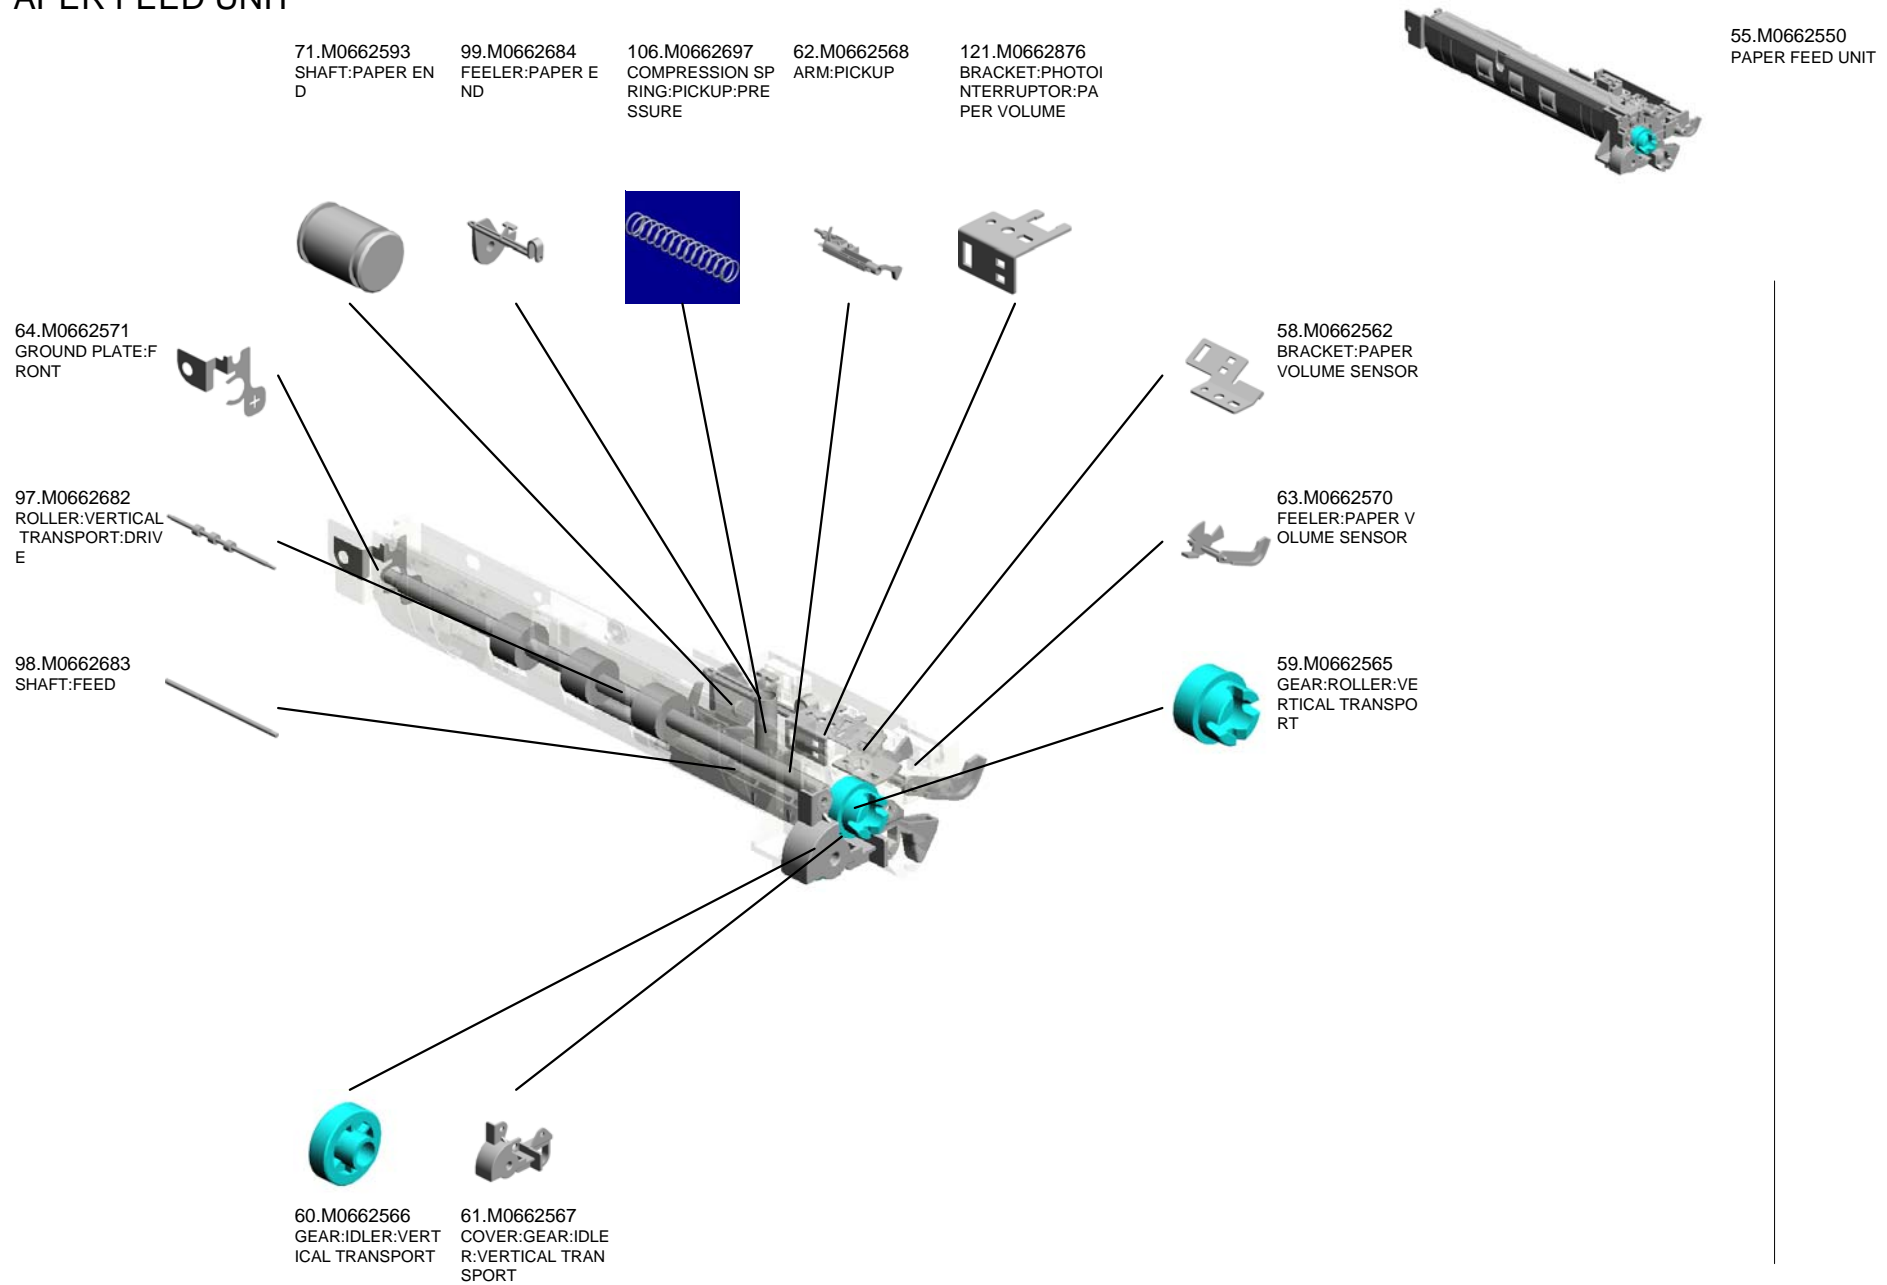 APER FEED UNIT
71.M0662593
SHAFT:PAPER EN
D
99.M0662684
FEELER:PAPER E
ND
106.M0662697
COMPRESSION SP
RING:PICKUP:PRE
SSURE
62.M0662568
ARM:PICKUP
121.M0662876
BRACKET:PHOTOI
NTERRUPTOR:PA
PER VOLUME
55.M0662550
PAPER FEED UNIT
64.M0662571
GROUND PLATE:F
RONT
58.M0662562
BRACKET:PAPER
VOLUME SENSOR
97.M0662682
ROLLER:VERTICAL
TRANSPORT:DRIV
E
63.M0662570
FEELER:PAPER V
OLUME SENSOR
98.M0662683
SHAFT:FEED
59.M0662565
GEAR:ROLLER:VE
RTICAL TRANSPO
RT
60.M0662566
GEAR:IDLER:VERT
ICAL TRANSPORT
61.M0662567
COVER:GEAR:IDLE
R:VERTICAL TRAN
SPORT